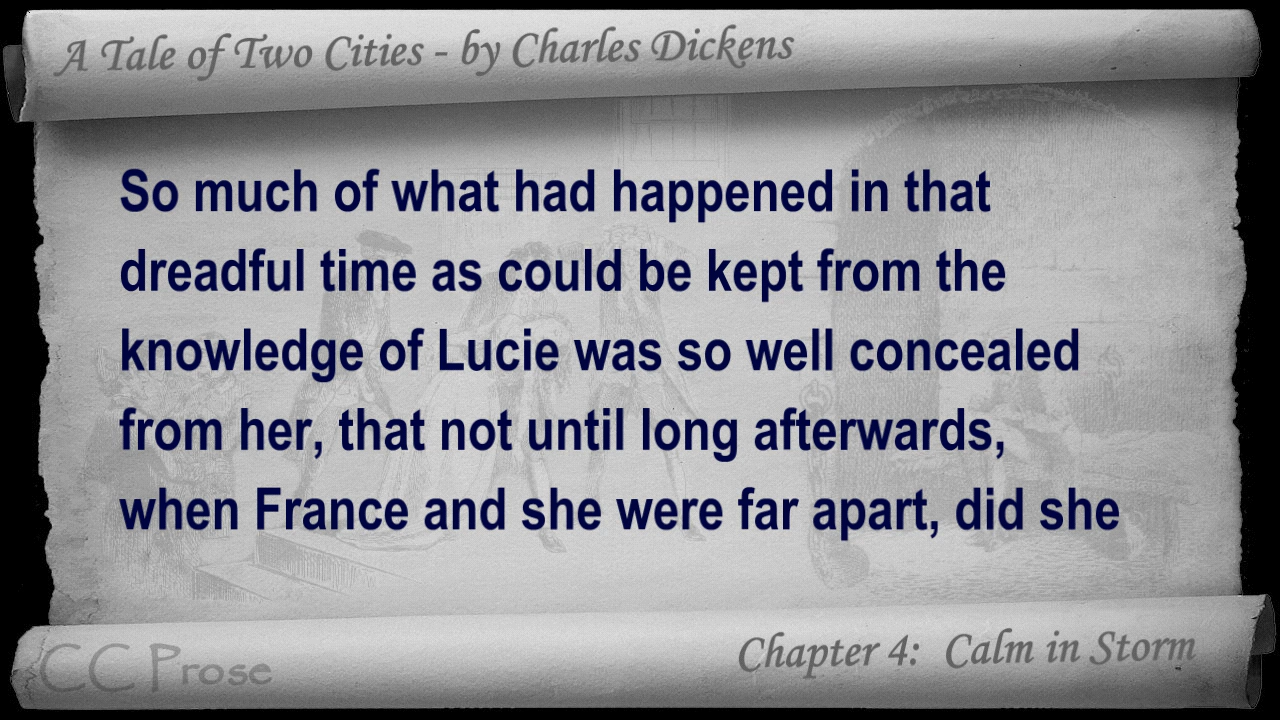 A Tale of Two Cities - by Charles Dickens
So much of what had happened in that
dreadful time as could be kept from the
knowledge of Lucie was so well concealed
from her, that not until long afterwards,
when France and she were far apart, did she
CC Prose
Chapter 4: Calm in Storm